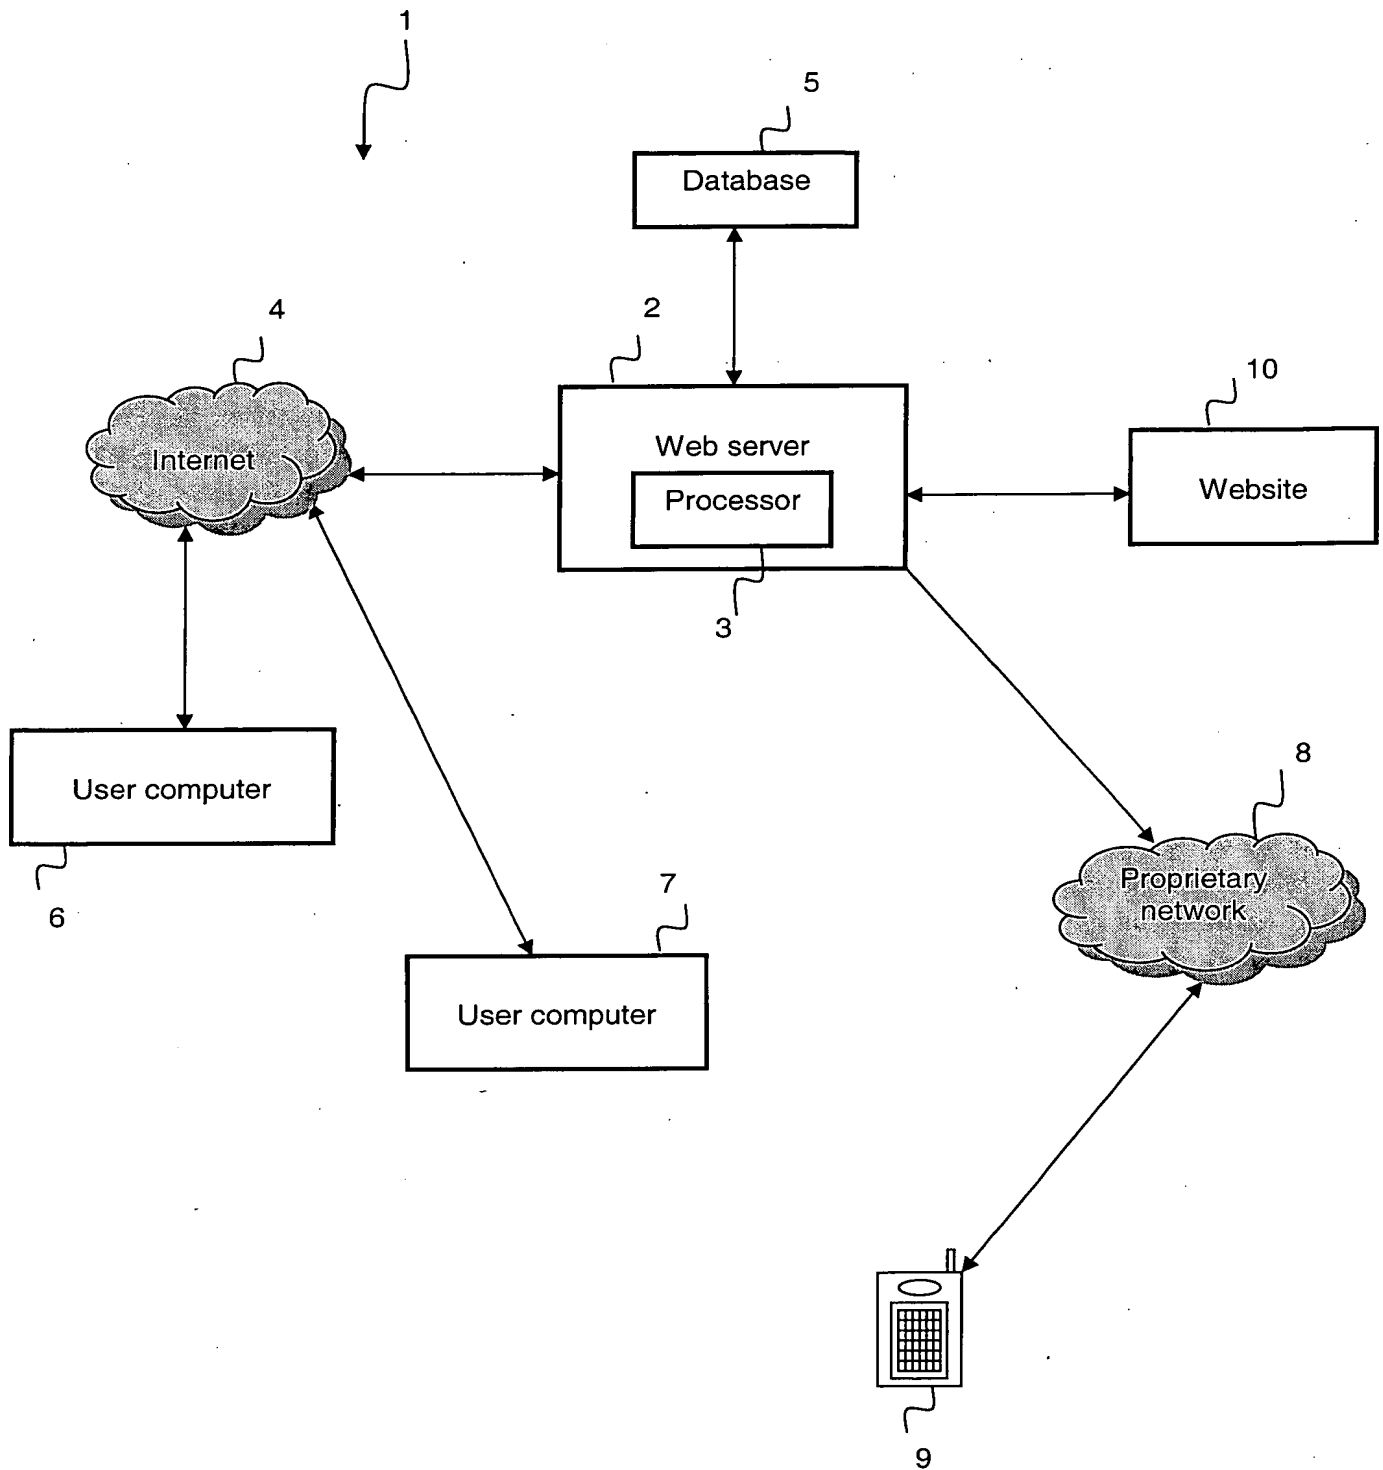 1
5
Database
4
2
10
Internet
Web server
Processor
Website
3
User computer
8
6
7
Proprietary
network
User computer
9